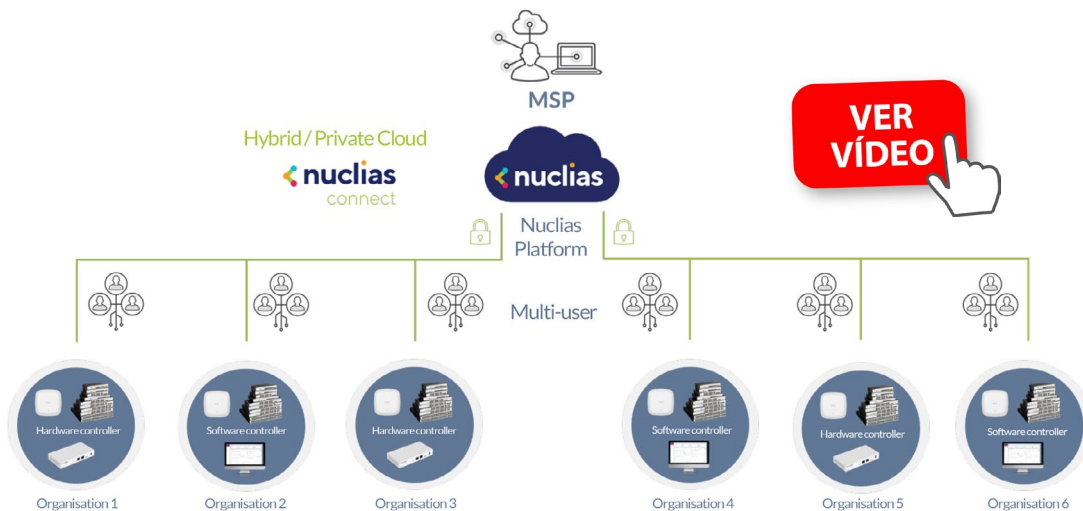 MSP
Hybrid / Private Cloud
nuclias
connect
nuclias
VER
VÍDEO
Nuclias
Platform
Multi-user
Hardware controller
Software controller
Hardware controller
Software controller
Hardware controller
Software controller
Organisation 1
Organisation 2
Organisation 3
Organisation 4
Organisation 5
Organisation 6